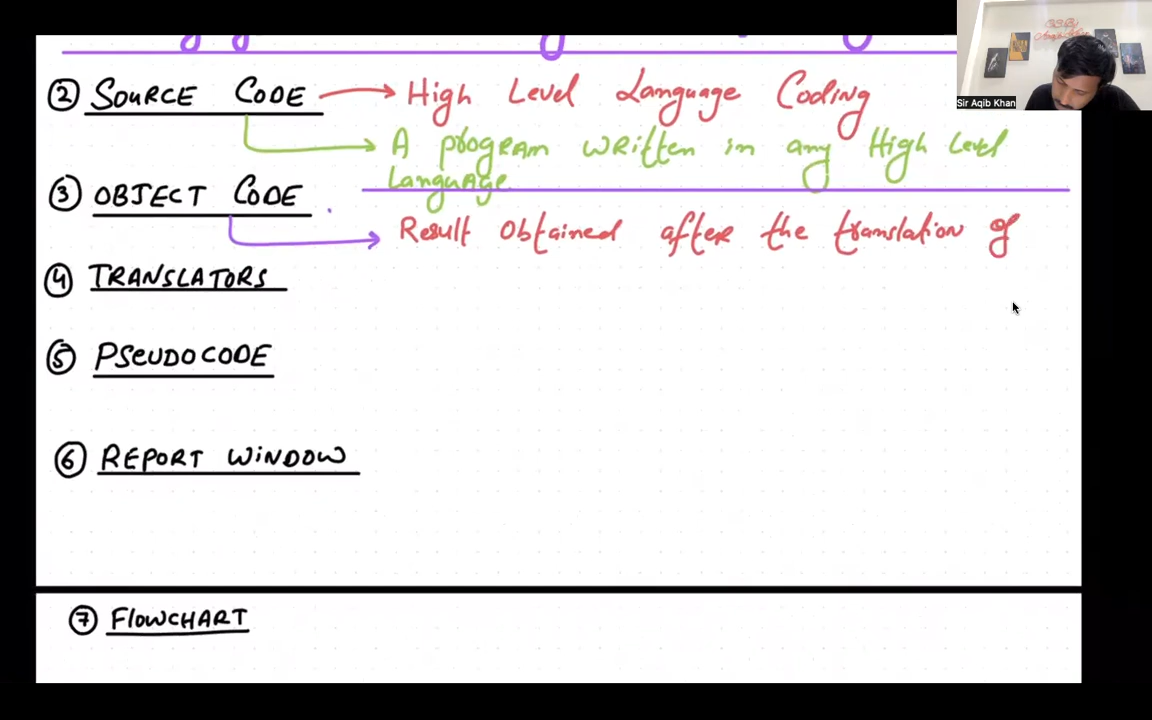 ② SOURCE CODE → High Level Language Coding
A program written in any High Level
Language
③ OBJECT CODE
Result Obtained after the translation of
④ TRANSLATORS
⑤ PSEUDOCODE
⑥ REPORT WINDOW
⑦ FLOWCHART
Sir Aqib Khan